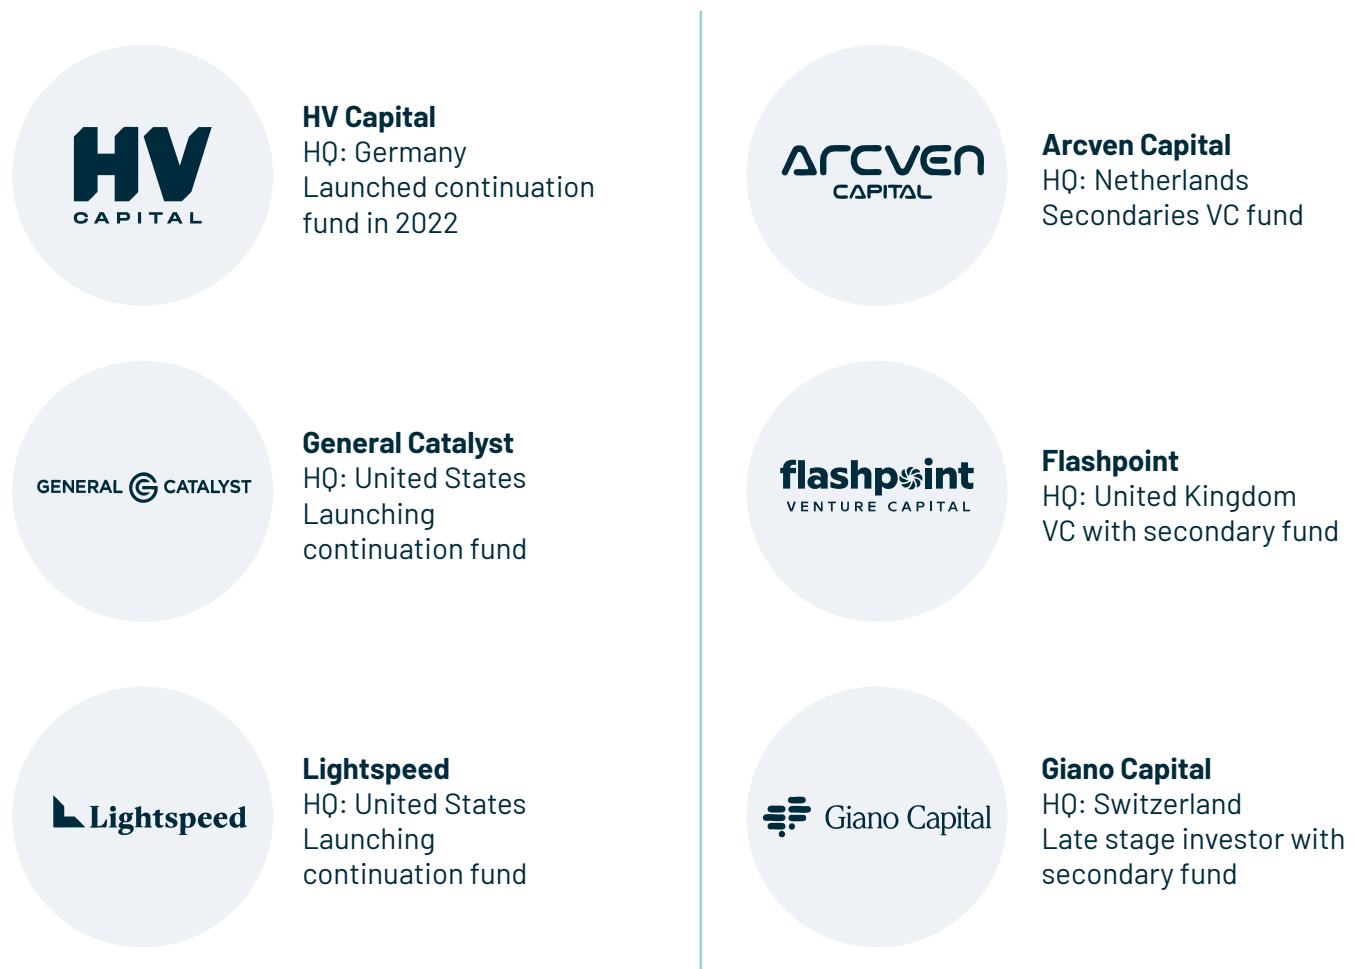 HV
CAPITAL
HV Capital
HQ: Germany
Launched continuation
fund in 2022
GENERAL CATALYST
General Catalyst
HQ: United States
Launching
continuation fund
Lightspeed
Lightspeed
HQ: United States
Launching
continuation fund
ARCVEN
CAPITAL
Arcven Capital
HQ: Netherlands
Secondaries VC fund
flashpoint
VENTURE CAPITAL
Flashpoint
HQ: United Kingdom
VC with secondary fund
Giano Capital
Giano Capital
HQ: Switzerland
Late stage investor with
secondary fund